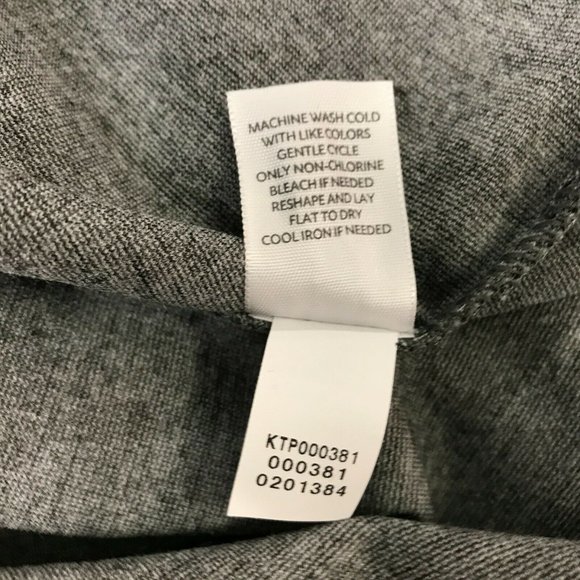 MACHINE WASH COLD
WITH LIKE COLORS
GENTLE CYCLE
ONLY NON-CHLORINE
BLEACH IF NEEDED
RESHAPE AND LAY
FLAT TO DRY
COOL IRON IF NEEDED
KTP000381
000381
0201384